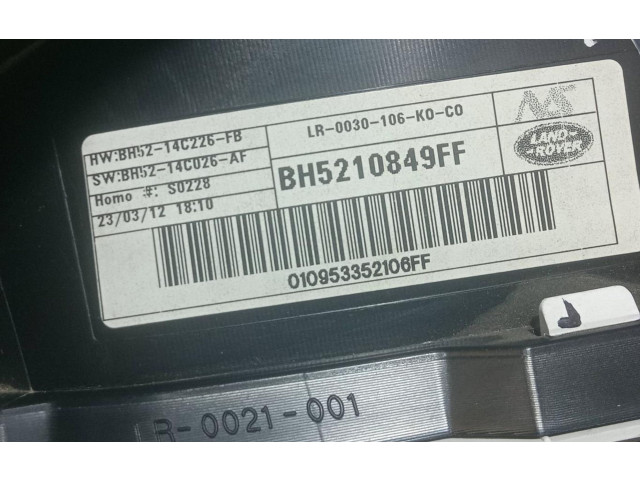 HW:BH52-14C226-FB
SW:BH52-14C026-AF
Homo #: S0228
23/03/12 18:10
LR-0030-106-KO-CO
BH5210849FF
LAND
ROVER
010953352106FF
R-0021-001